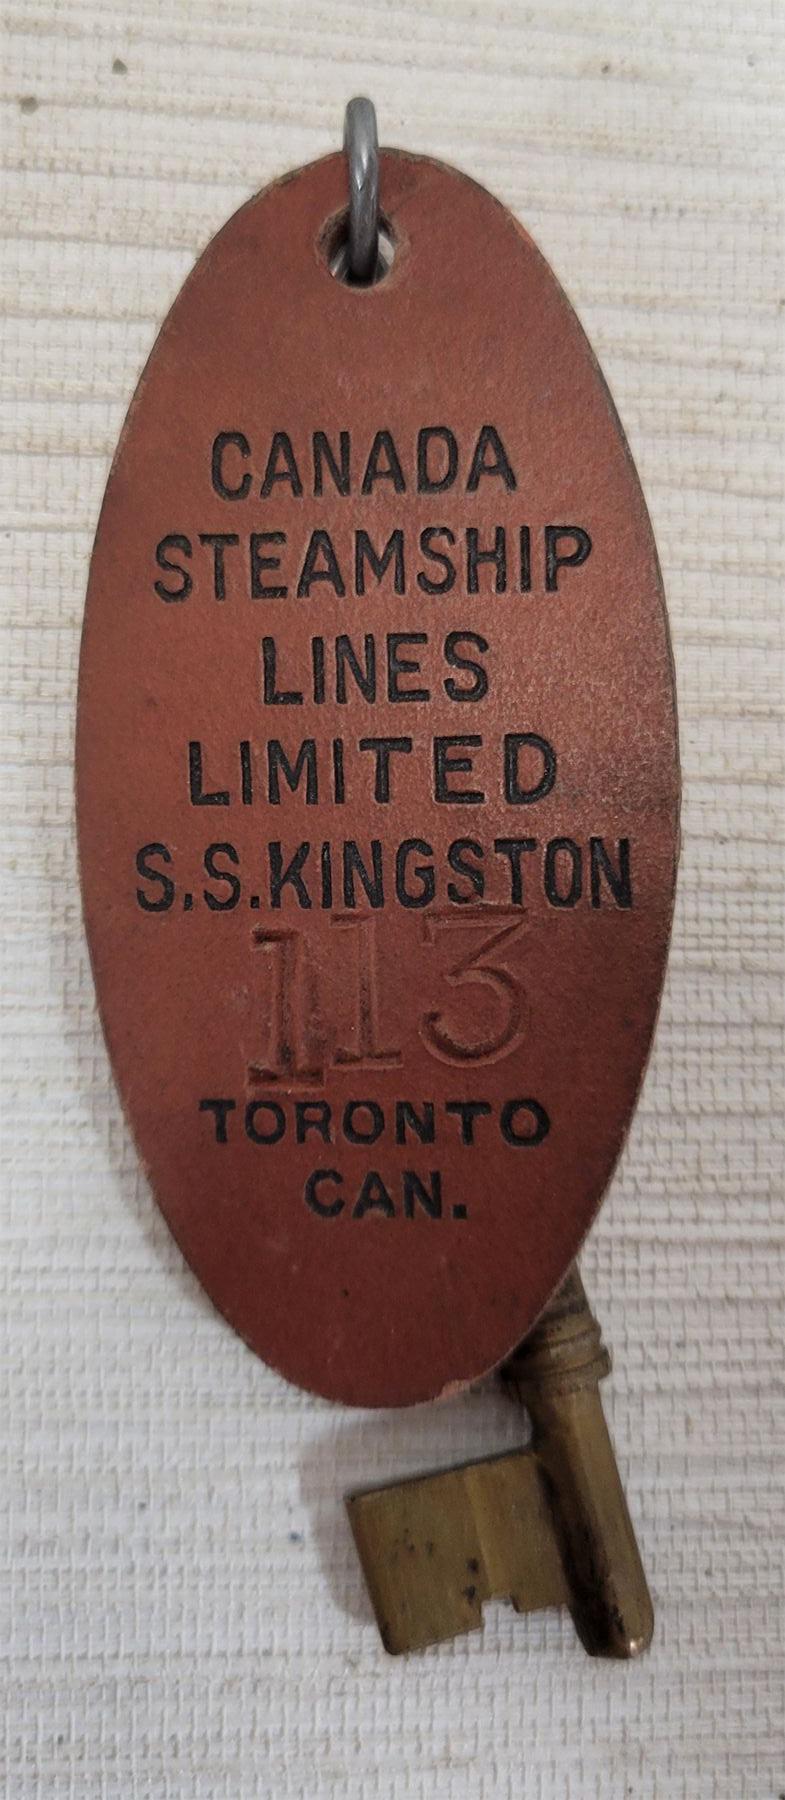 CANADA
STEAMSHIP
LINES
LIMITED
S.S.KINGSTON
113
TORONTO
CAN.